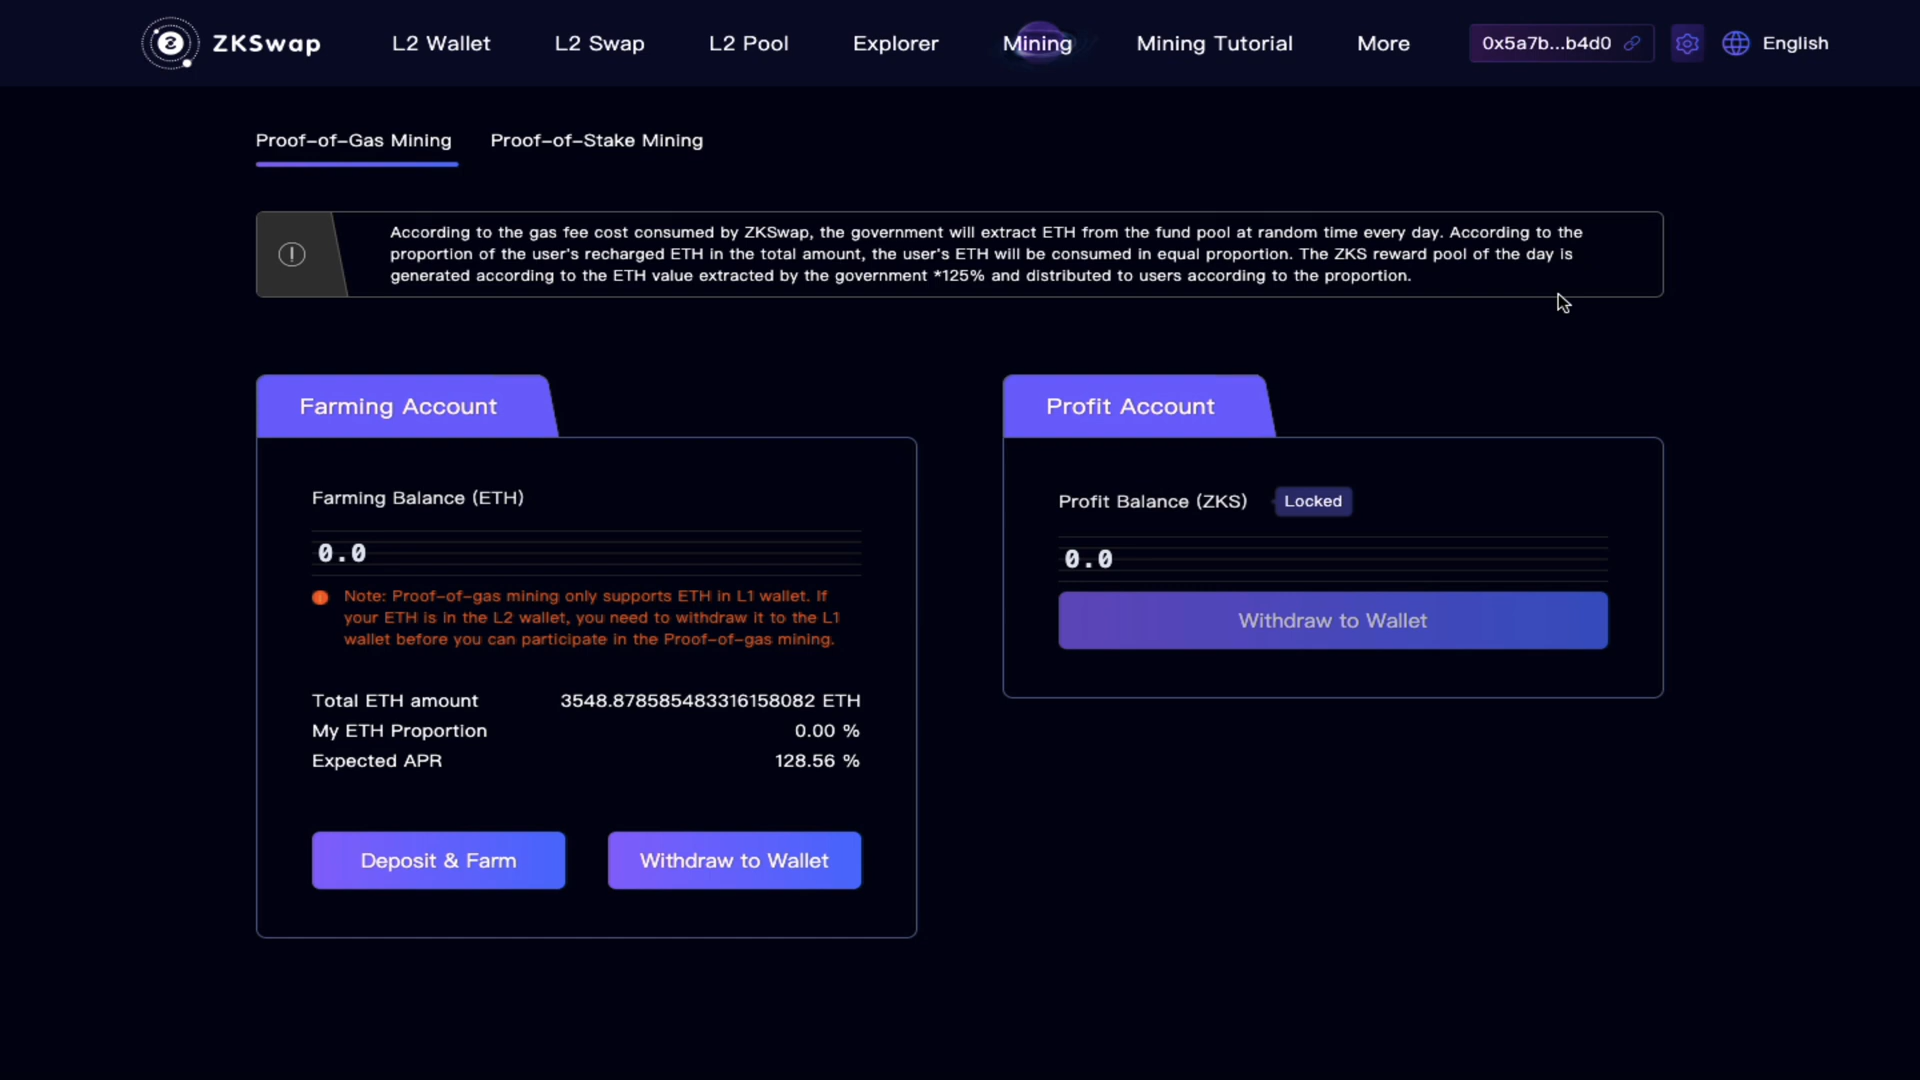 ZKSwap
L2 Wallet
L2 Swap
L2 Pool
Explorer
Mining
Mining Tutorial
More
0x5a7b...b4d0
English
Proof-of-Gas Mining
Proof-of-Stake Mining
According to the gas fee cost consumed by ZKSwap, the government will extract ETH from the fund pool at random time every day. According to the
proportion of the user's recharged ETH in the total amount, the user's ETH will be consumed in equal proportion. The ZKS reward pool of the day is
generated according to the ETH value extracted by the government *125% and distributed to users according to the proportion.
Farming Account
Farming Balance (ETH)
0.0
Note: Proof-of-gas mining only supports ETH in L1 wallet. If
your ETH is in the L2 wallet, you need to withdraw it to the L1
wallet before you can participate in the Proof-of-gas mining.
Total ETH amount 3548.878585483316158082 ETH
My ETH Proportion 0.00 %
Expected APR 128.56 %
Deposit & Farm
Withdraw to Wallet
Profit Account
Profit Balance (ZKS) Locked
0.0
Withdraw to Wallet